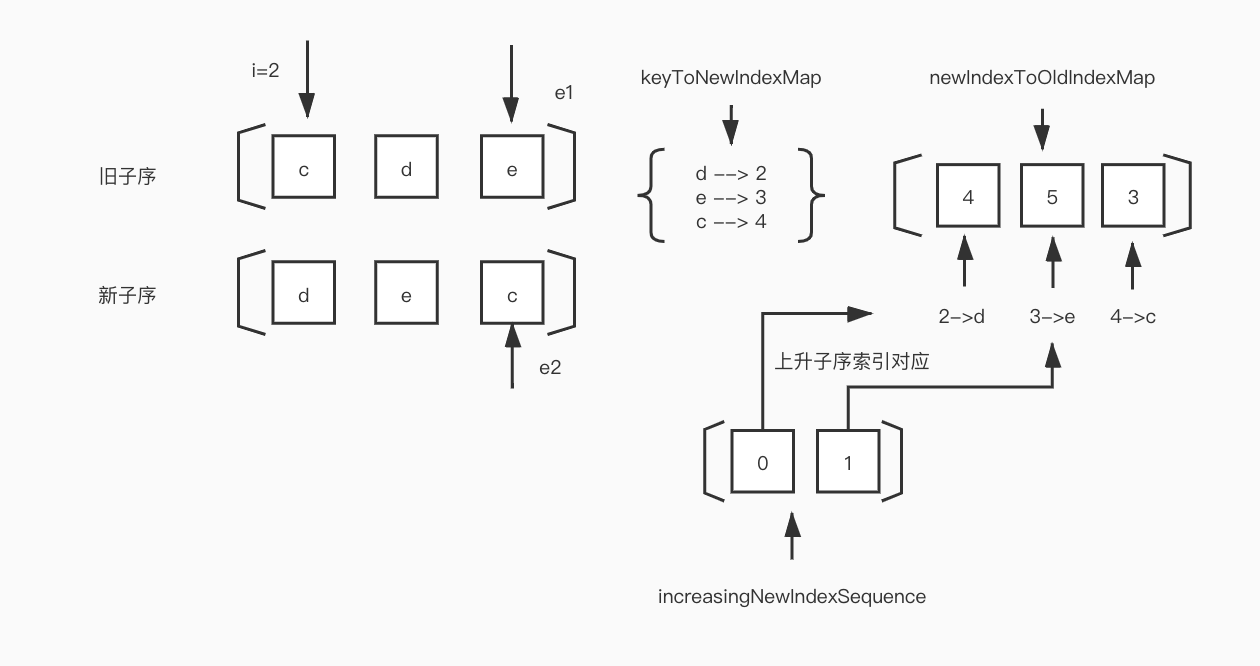 i=2
e1
旧子序
c
d
e
新子序
d
e
c
e2
keyToNewIndexMap
d --> 2
e --> 3
c --> 4
newIndexToOldIndexMap
4
5
3
2->d
3->e
4->c
上升子序索引对应
0
1
increasingNewIndexSequence